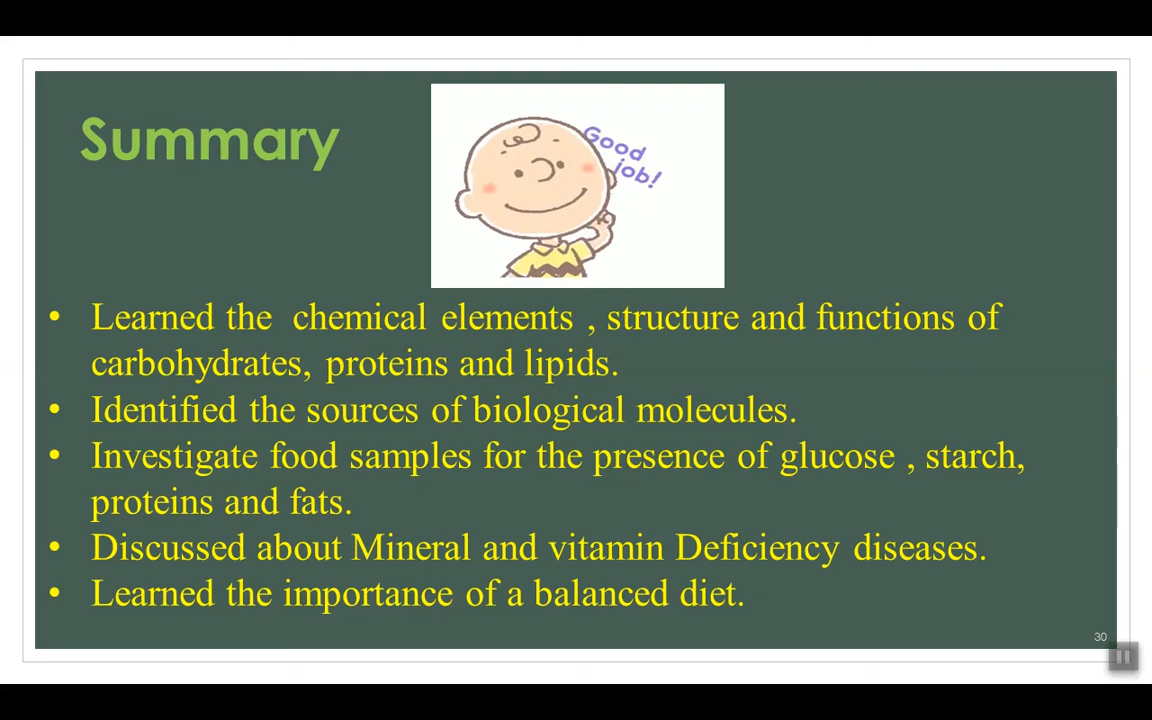 Summary
Good
job!
• Learned the  chemical elements , structure and functions of
carbohydrates, proteins and lipids.
• Identified the sources of biological molecules.
• Investigate food samples for the presence of glucose , starch,
proteins and fats.
• Discussed about Mineral and vitamin Deficiency diseases.
• Learned the importance of a balanced diet.
30